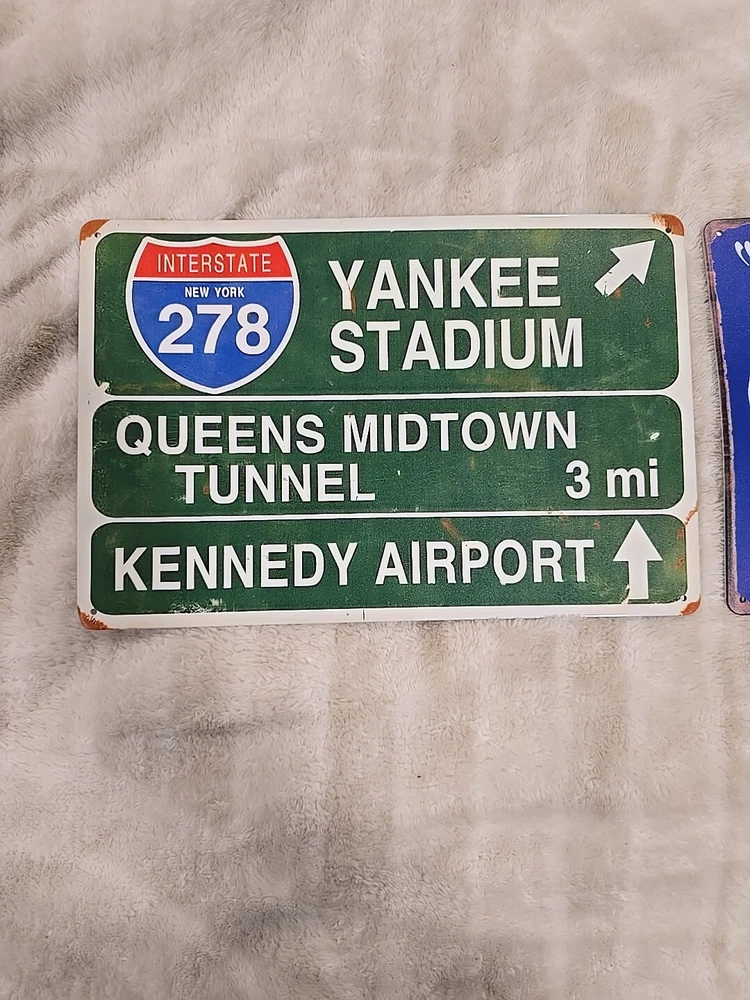 INTERSTATE
NEW YORK
278
YANKEE
STADIUM
QUEENS MIDTOWN
TUNNEL 3 mi
KENNEDY AIRPORT